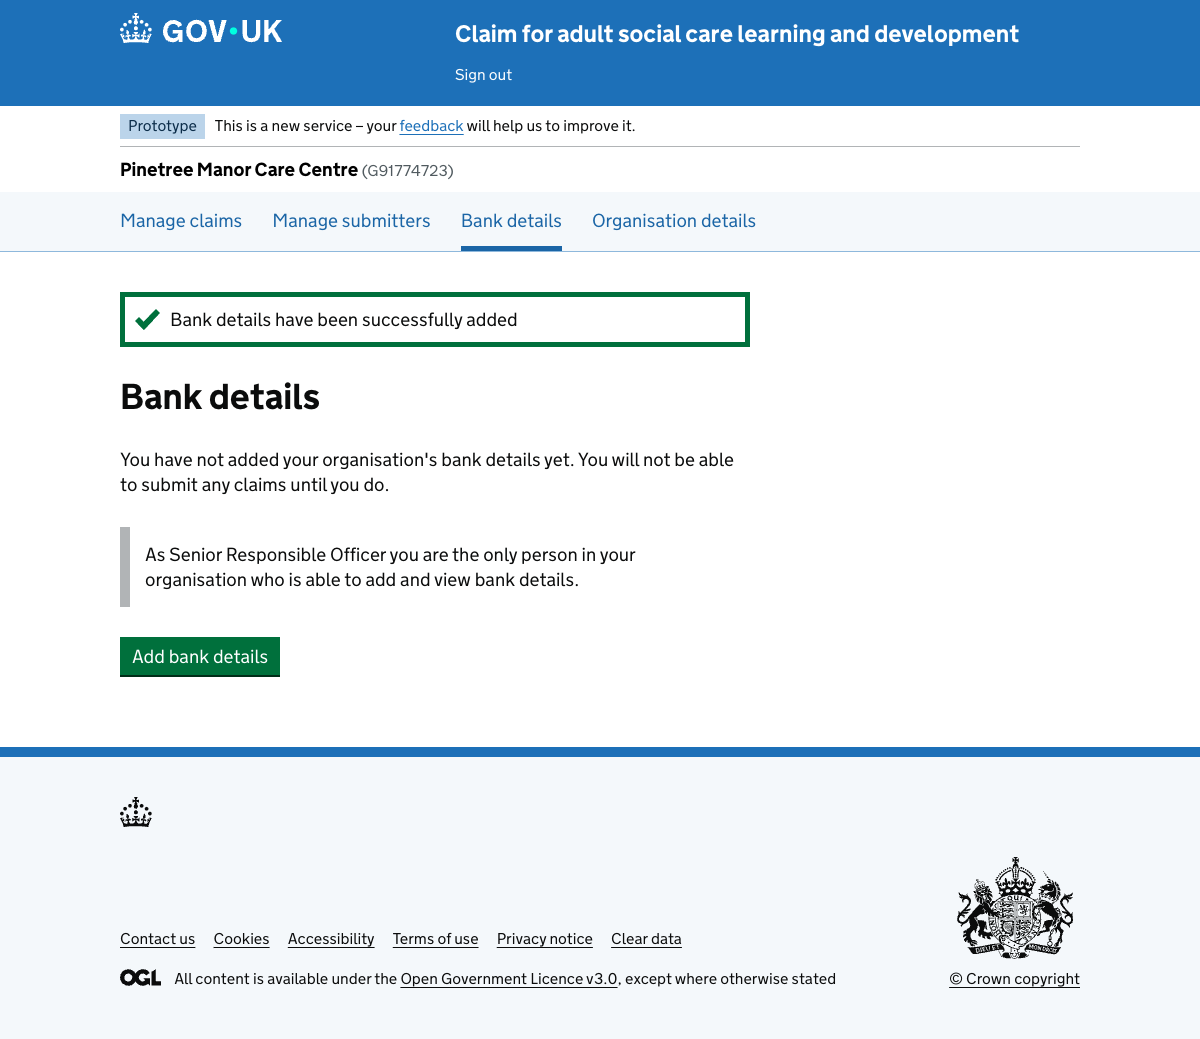 GOV·UK
Claim for adult social care learning and development
Sign out
Prototype This is a new service – your feedback will help us to improve it.
Pinetree Manor Care Centre (G91774723)
Manage claims Manage submitters Bank details Organisation details
Bank details have been successfully added
Bank details
You have not added your organisation's bank details yet. You will not be able
to submit any claims until you do.
As Senior Responsible Officer you are the only person in your
organisation who is able to add and view bank details.
Add bank details
Contact us Cookies Accessibility Terms of use Privacy notice Clear data
OGL All content is available under the Open Government Licence v3.0, except where otherwise stated
© Crown copyright